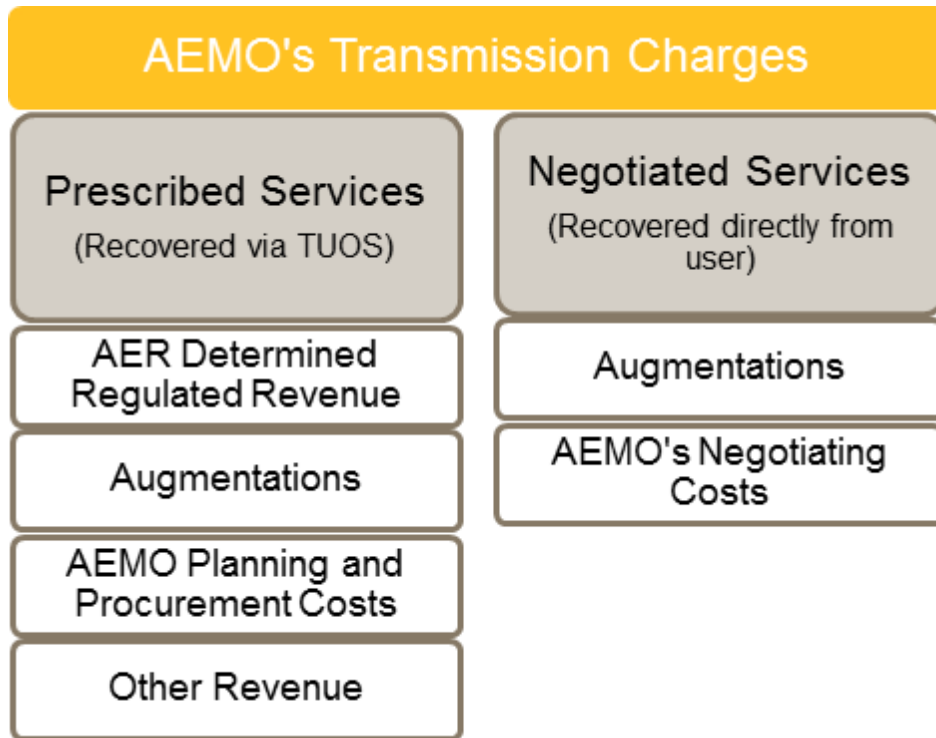 AEMO's Transmission Charges
Prescribed Services
(Recovered via TUOS)
AER Determined
Regulated Revenue
Augmentations
AEMO Planning and
Procurement Costs
Other Revenue
Negotiated Services
(Recovered directly from
user)
Augmentations
AEMO's Negotiating
Costs